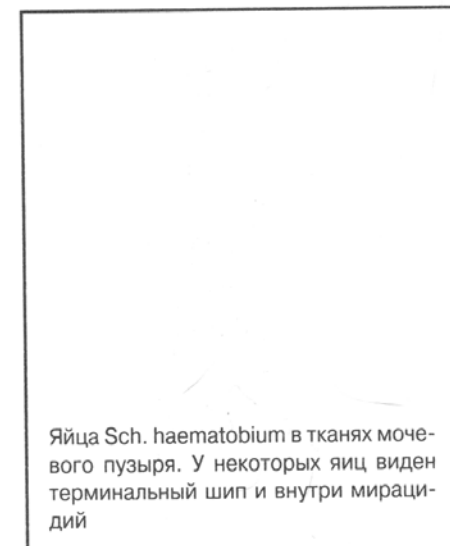 Яйца Sch. haematobium в тканях моче-
вого пузыря. У некоторых яиц виден
терминальный шип и внутри мираци-
дий